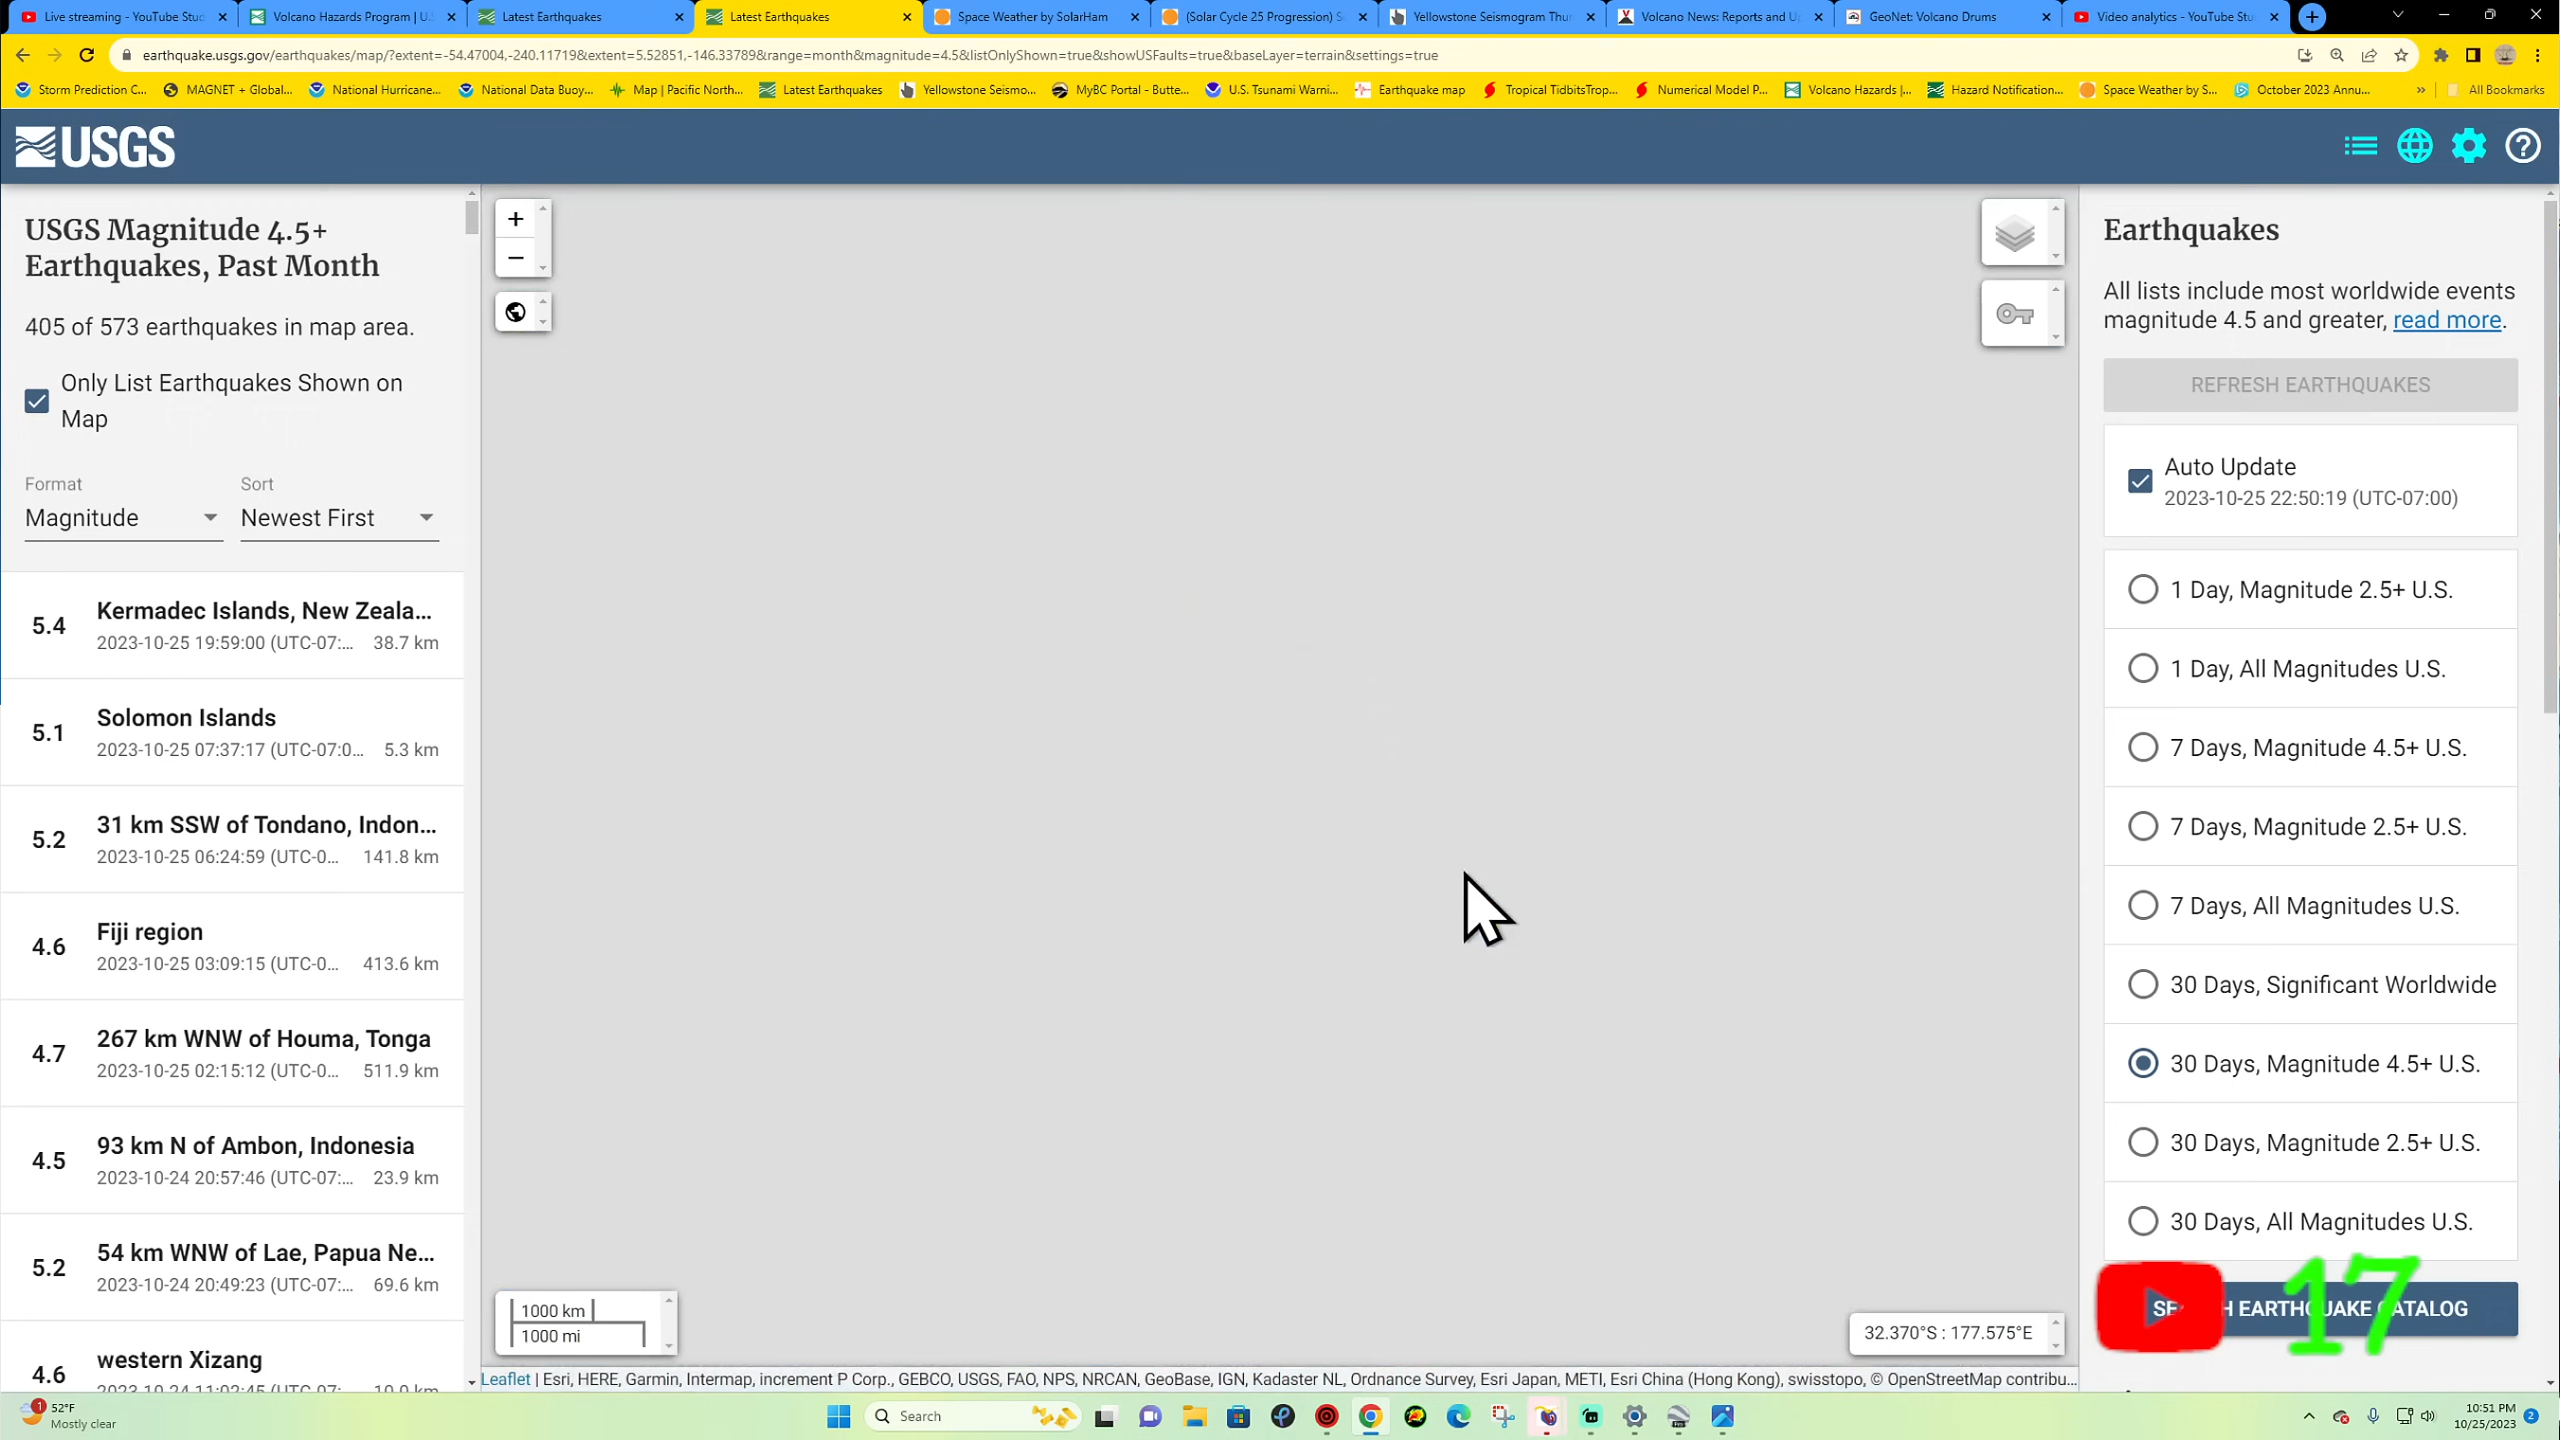 Live streaming - YouTube Stu
Volcano Hazards Program | U.
Latest Earthquakes
Latest Earthquakes
Space Weather by SolarHam
(Solar Cycle 25 Progression) S
Yellowstone Seismogram Thu
Volcano News: Reports and U
GeoNet: Volcano Drums
Video analytics - YouTube Stu
earthquake.usgs.gov/earthquakes/map/?extent=-54.47004,-240.11719&extent=5.52851,-146.33789&range=month&magnitude=4.5&listOnlyShown=true&showUSFaults=true&baseLayer=terrain&settings=true
Storm Prediction C...
MAGNET + Global...
National Hurricane...
National Data Buoy...
Map | Pacific North...
Latest Earthquakes
Yellowstone Seismo...
MyBC Portal - Butte...
U.S. Tsunami Warni...
Earthquake map
Tropical TidbitsTrop...
Numerical Model P...
Volcano Hazards |...
Hazard Notification...
Space Weather by S...
October 2023 Annu...
»
All Bookmarks
USGS
USGS Magnitude 4.5+
Earthquakes, Past Month
405 of 573 earthquakes in map area.
Only List Earthquakes Shown on
Map
Format
Sort
Magnitude
Newest First
5.4
Kermadec Islands, New Zeala...
2023-10-25 19:59:00 (UTC-07:...
38.7 km
5.1
Solomon Islands
2023-10-25 07:37:17 (UTC-07:0...
5.3 km
5.2
31 km SSW of Tondano, Indon...
2023-10-25 06:24:59 (UTC-0...
141.8 km
4.6
Fiji region
2023-10-25 03:09:15 (UTC-0...
413.6 km
4.7
267 km WNW of Houma, Tonga
2023-10-25 02:15:12 (UTC-0...
511.9 km
4.5
93 km N of Ambon, Indonesia
2023-10-24 20:57:46 (UTC-07:...
23.9 km
5.2
54 km WNW of Lae, Papua Ne...
2023-10-24 20:49:23 (UTC-07:...
69.6 km
4.6
western Xizang
2023-10-24 11:02:45 (UTC-07:
10.0 km
+
−
1000 km
1000 mi
32.370°S : 177.575°E
Leaflet | Esri, HERE, Garmin, Intermap, increment P Corp., GEBCO, USGS, FAO, NPS, NRCAN, GeoBase, IGN, Kadaster NL, Ordnance Survey, Esri Japan, METI, Esri China (Hong Kong), swisstopo, © OpenStreetMap contribu...
Earthquakes
All lists include most worldwide events
magnitude 4.5 and greater, read more.
REFRESH EARTHQUAKES
Auto Update
2023-10-25 22:50:19 (UTC-07:00)
1 Day, Magnitude 2.5+ U.S.
1 Day, All Magnitudes U.S.
7 Days, Magnitude 4.5+ U.S.
7 Days, Magnitude 2.5+ U.S.
7 Days, All Magnitudes U.S.
30 Days, Significant Worldwide
30 Days, Magnitude 4.5+ U.S.
30 Days, Magnitude 2.5+ U.S.
30 Days, All Magnitudes U.S.
EARTHQUAKE CATALOG
17
1
52°F
Mostly clear
Search
10:51 PM
10/25/2023
2